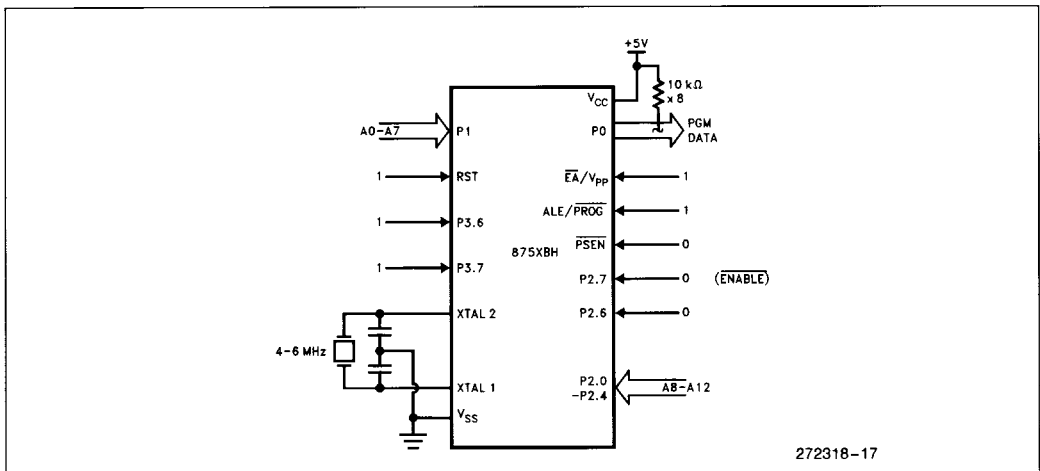 +5V
10 kΩ
x 8
VCC
A0–A7
P1
P0
PGM
DATA
1
RST
EA/VPP
1
1
P3.6
ALE/PROG
1
875XBH
PSEN
0
1
P3.7
P2.7
0
(ENABLE)
XTAL 2
P2.6
0
4–6 MHz
XTAL 1
P2.0
–P2.4
A8–A12
VSS
272318–17